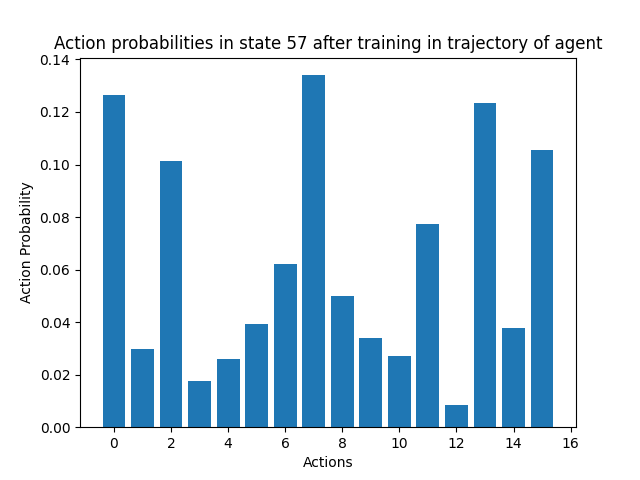 Action probabilities in state 57 after training in trajectory of agent
0.14
0.12
0.10
0.08
0.06
0.04
0.02
0.00
Action Probability
0 2 4 6 8 10 12 14 16
Actions